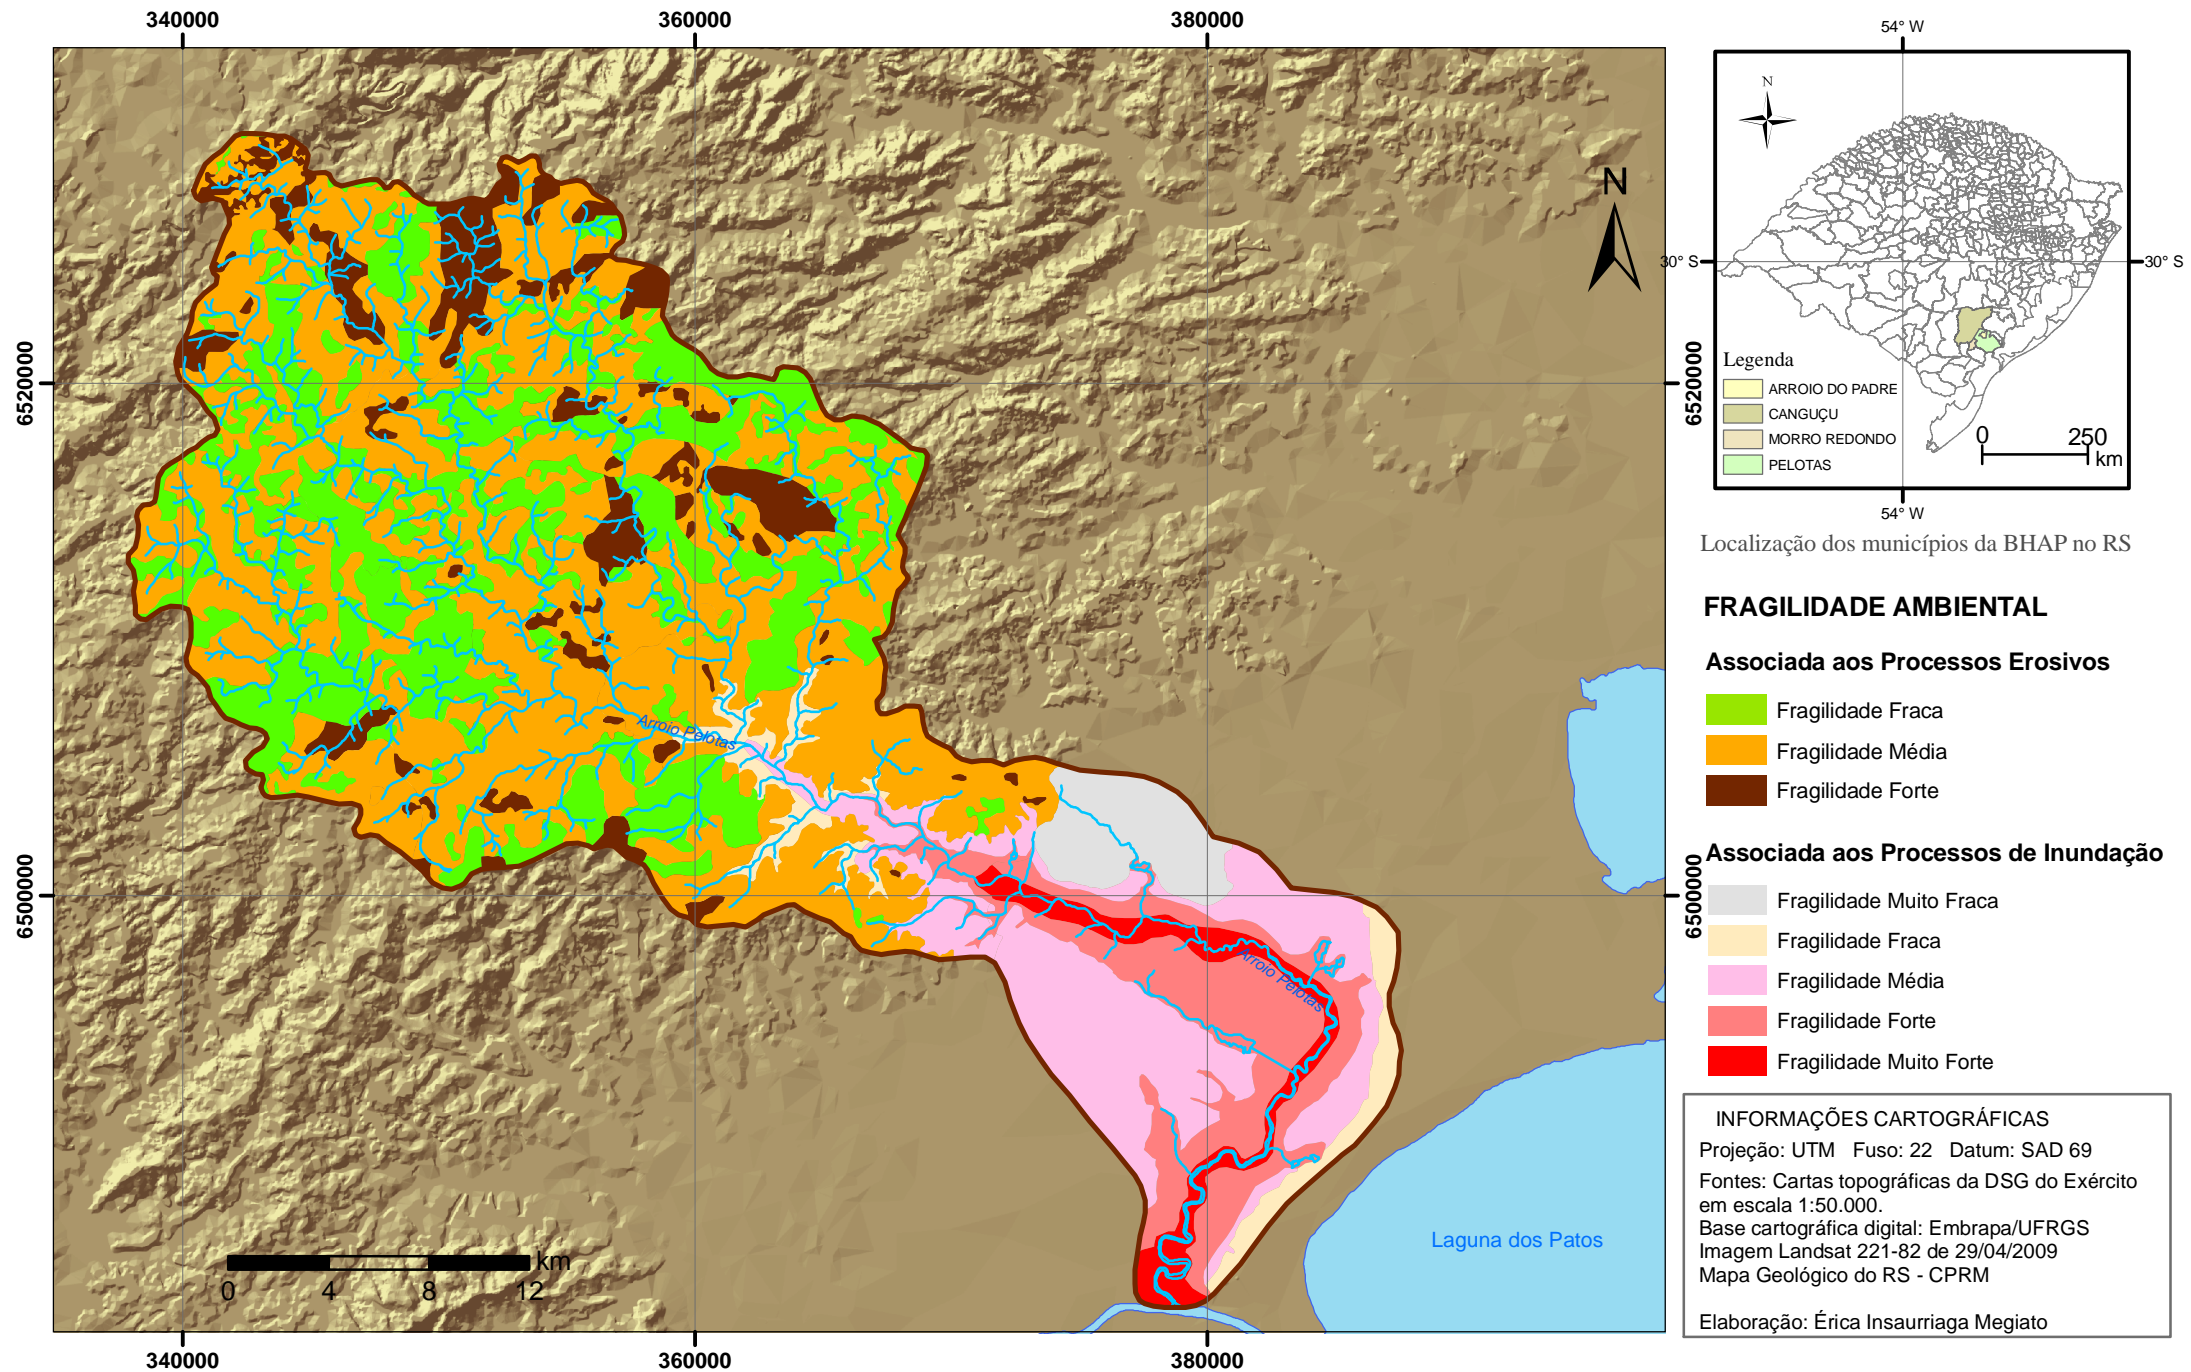 340000
360000
380000
6520000
6500000
6520000
6500000
340000
360000
380000
N
Arroio Pelotas
Arroio Pelotas
Laguna dos Patos
km
0
4
8
12
54° W
N
30° S
30° S
Legenda
ARROIO DO PADRE
CANGUÇU
MORRO REDONDO
PELOTAS
0
250
km
54° W
Localização dos municípios da BHAP no RS
FRAGILIDADE AMBIENTAL
Associada aos Processos Erosivos
Fragilidade Fraca
Fragilidade Média
Fragilidade Forte
Associada aos Processos de Inundação
Fragilidade Muito Fraca
Fragilidade Fraca
Fragilidade Média
Fragilidade Forte
Fragilidade Muito Forte
INFORMAÇÕES CARTOGRÁFICAS
Projeção: UTM Fuso: 22 Datum: SAD 69
Fontes: Cartas topográficas da DSG do Exército
em escala 1:50.000.
Base cartográfica digital: Embrapa/UFRGS
Imagem Landsat 221-82 de 29/04/2009
Mapa Geológico do RS - CPRM
Elaboração: Érica Insaurriaga Megiato